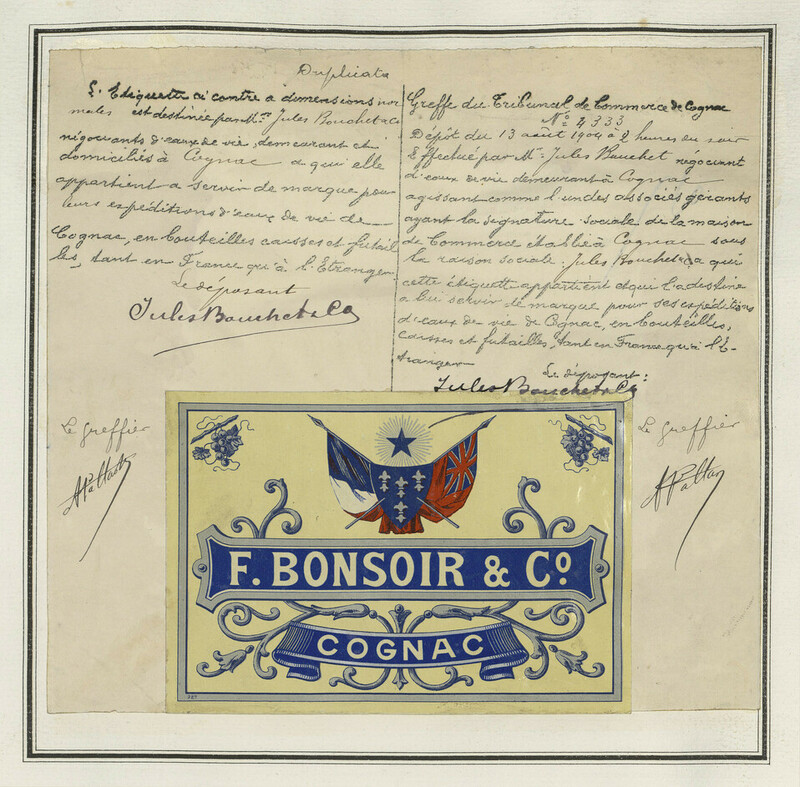 Duplicata
L'Etiquette ci contre a dimensions nor
males est destinée par Mr. Jules Bouchet & Co
négociants d'eaux de vie, demeurant et
domiciliés à Cognac a qui elle
appartient a servir de marque pour
leurs expéditions d'eaux de vie de
Cognac, en bouteilles caisses et futail
les, tant en France qu'à l'Etranger
Le déposant
Jules Bouchet & Co
Greffe du Tribunal de Commerce de Cognac
No 4333
Dépôt du 13 août 1904 à 2 heures du soir
Effectué par Mr. Jules Bouchet négociant
d'eaux de vie demeurant à Cognac
agissant comme l'un des associés gérants
ayant la signature sociale de la maison
de Commerce établie à Cognac sous
la raison sociale: Jules Bouchet & Co a qui
cette étiquette appartient et qui l'a destine
a lui servir de marque pour ses expéditions
d'eaux de vie de Cognac, en bouteilles,
caisses et futailles, tant en France qu'à l'E-
tranger
Le déposant:
Jules Bouchet & Co
Le Greffier
Le Greffier
F. BONSOIR & Co.
COGNAC